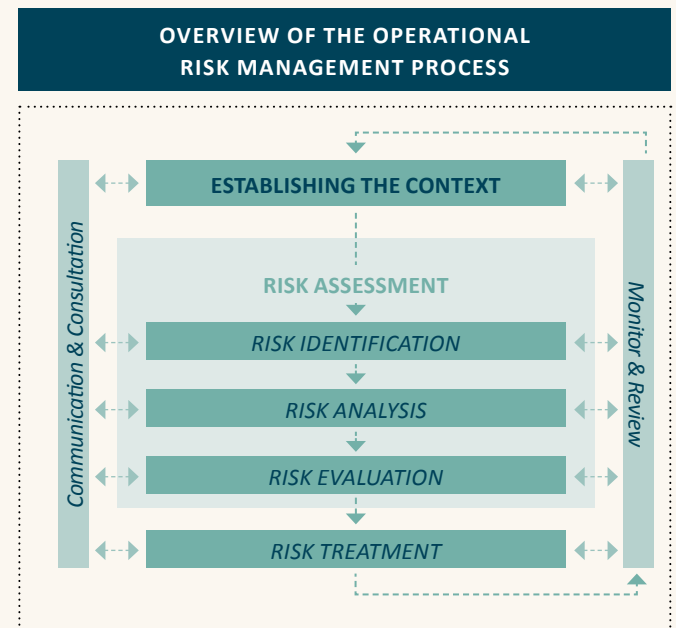 OVERVIEW OF THE OPERATIONAL
RISK MANAGEMENT PROCESS
ESTABLISHING THE CONTEXT
Communication & Consultation
Monitor & Review
RISK ASSESSMENT
RISK IDENTIFICATION
RISK ANALYSIS
RISK EVALUATION
RISK TREATMENT